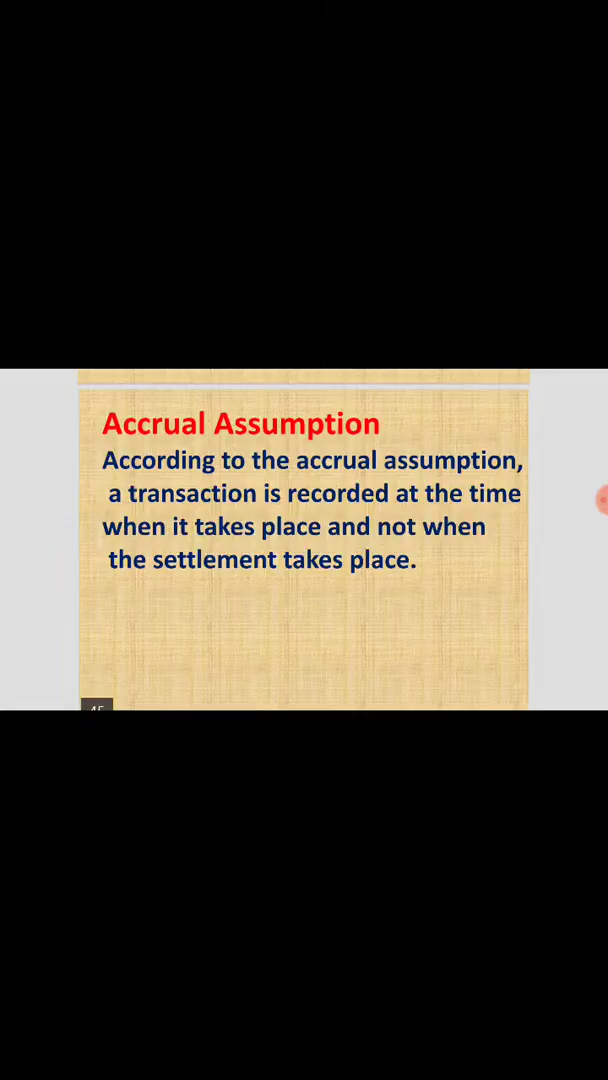 Accrual Assumption
According to the accrual assumption,
a transaction is recorded at the time
when it takes place and not when
the settlement takes place.
45